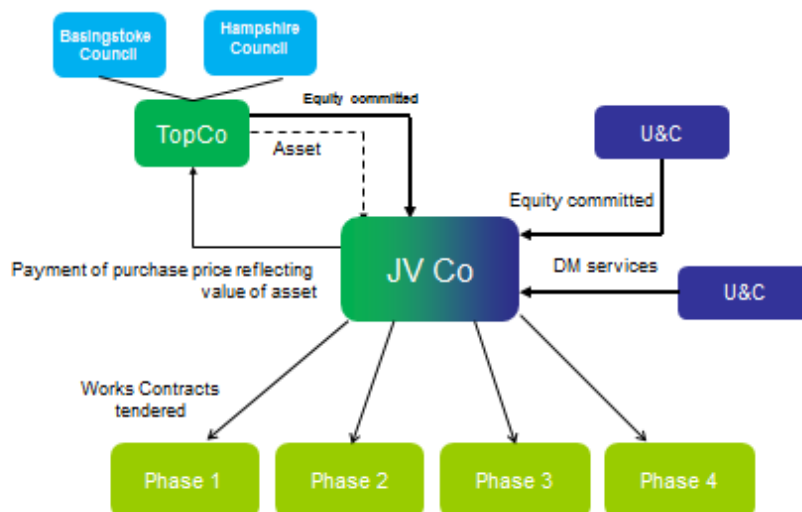 Basingstoke
Council
Hampshire
Council
Equity committed
TopCo
Asset
U&C
Equity committed
JV Co
DM services
Payment of purchase price reflecting
value of asset
U&C
Works Contracts
tendered
Phase 1
Phase 2
Phase 3
Phase 4